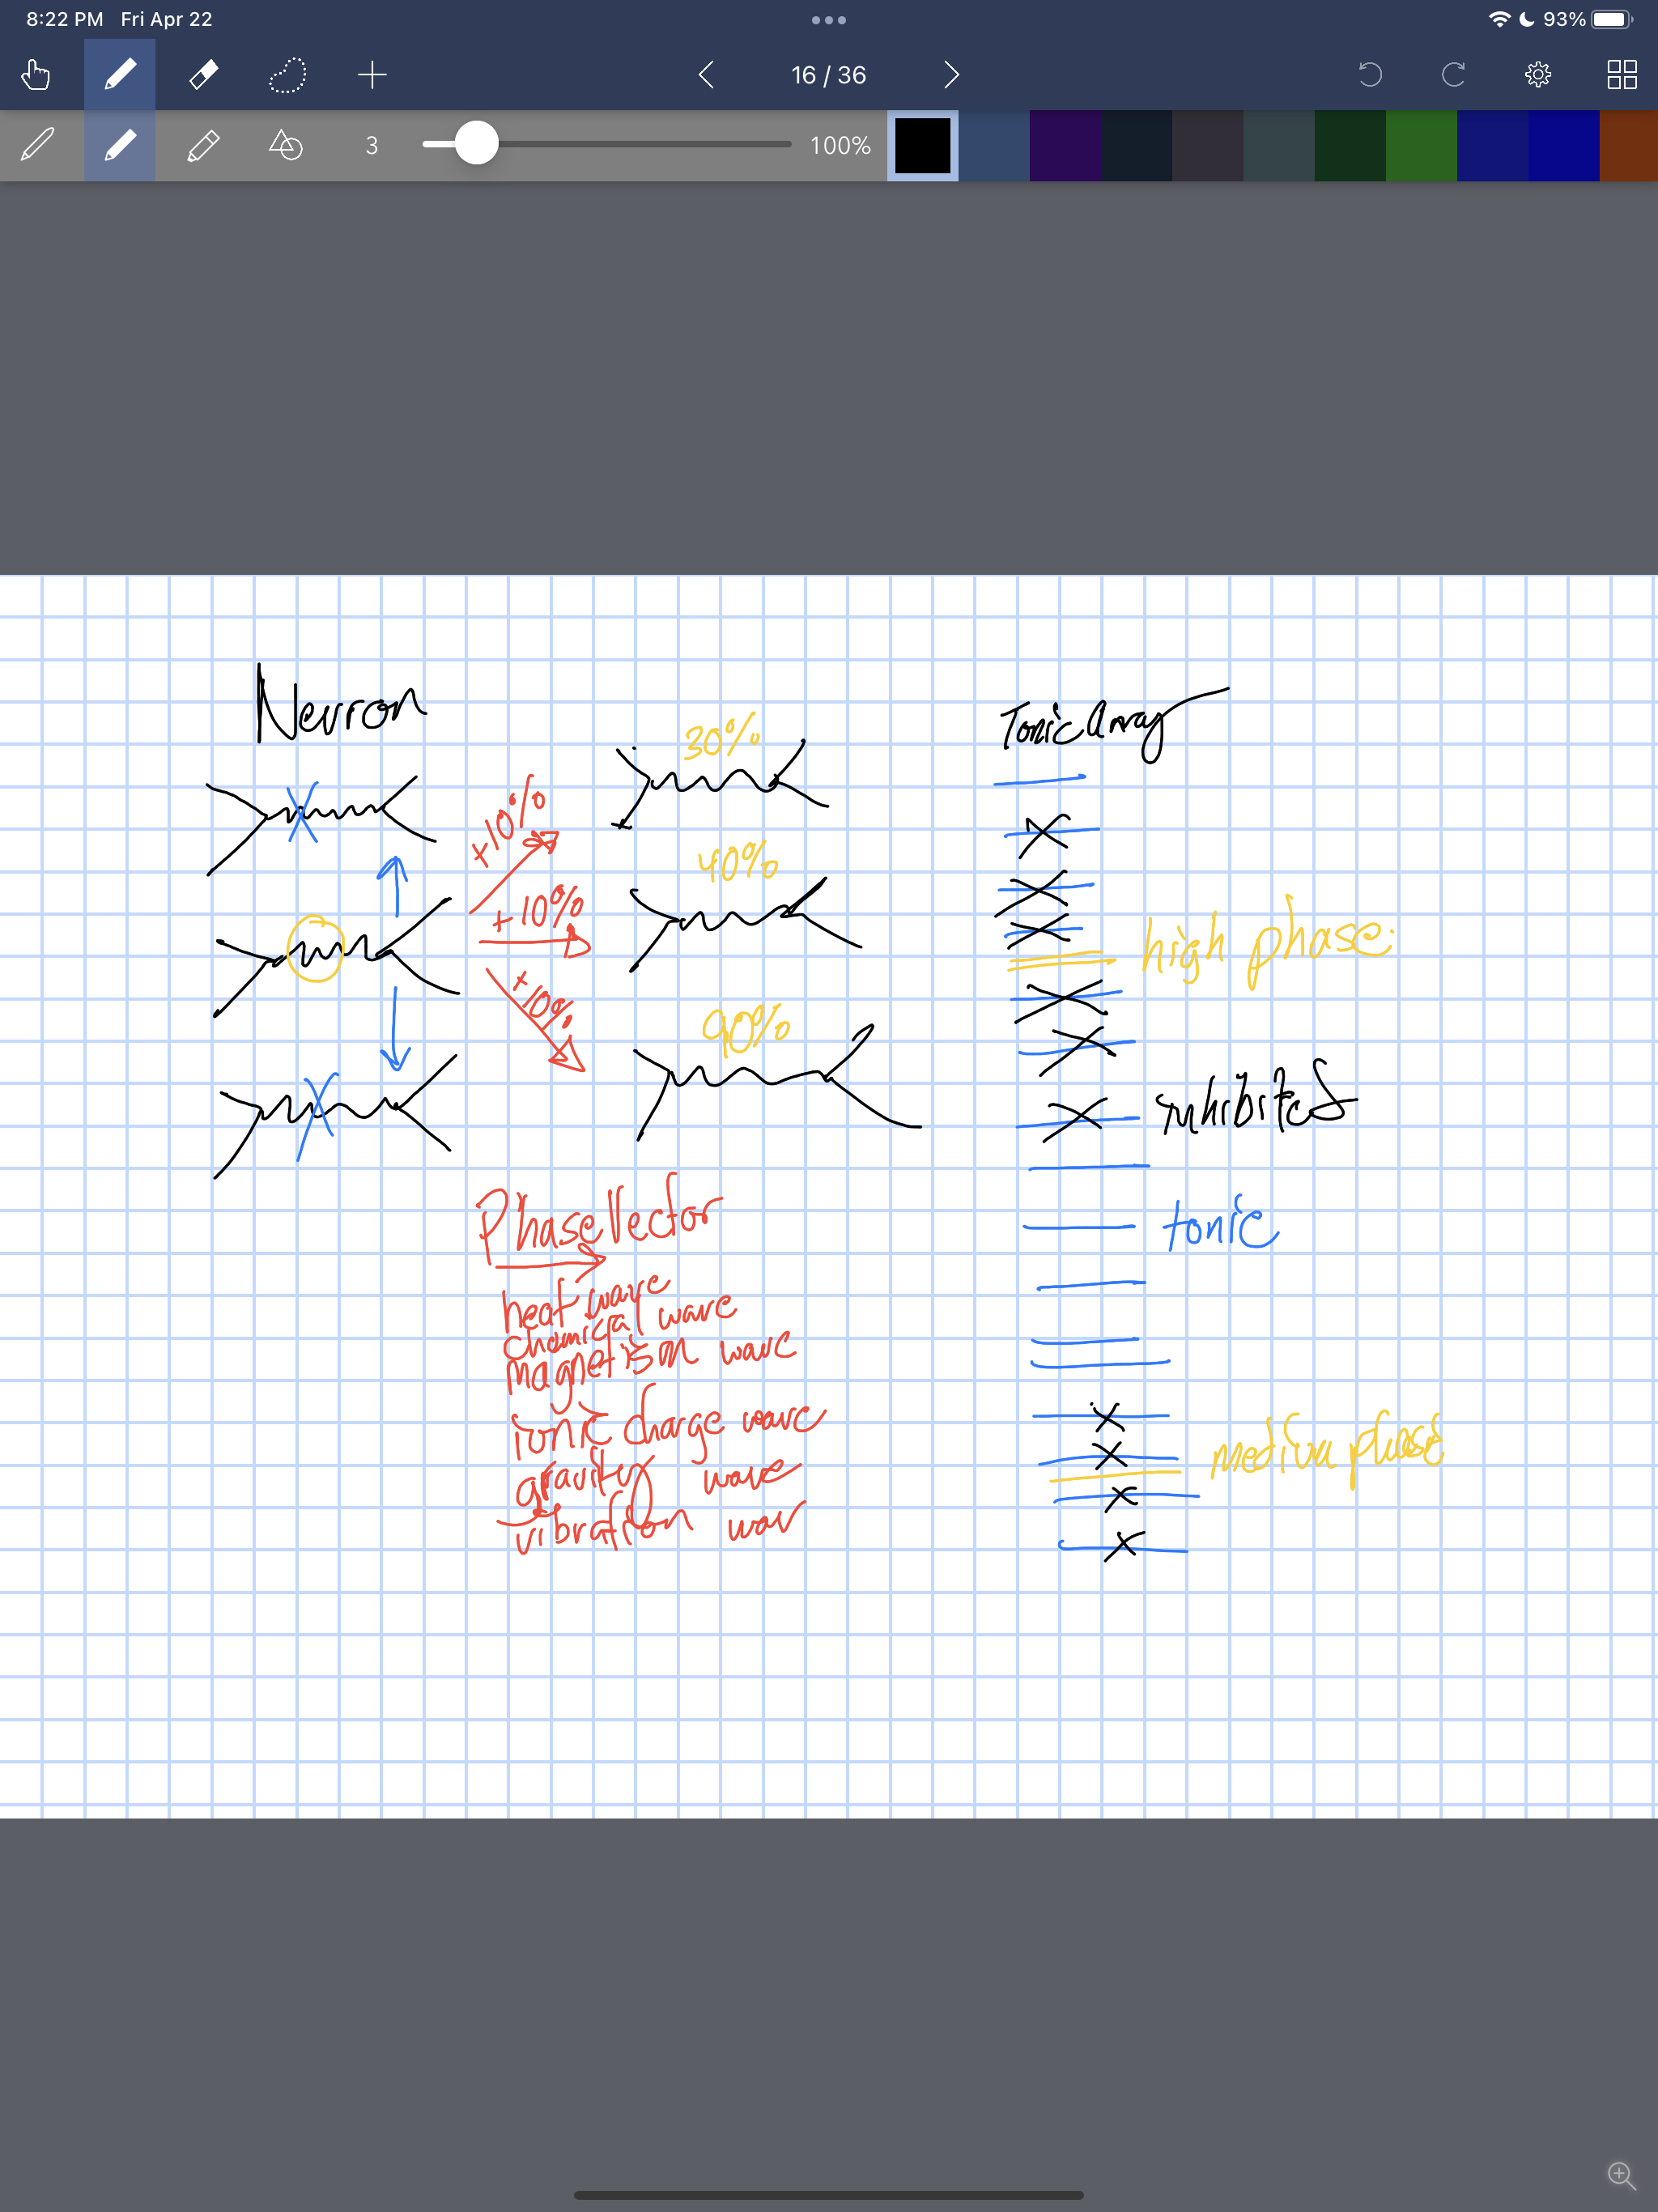 8:22 PM Fri Apr 22
93%
16 / 36
3
100%
Neuron
30%
+10%
40%
+10%
+10%
90%
Phase Vector
heat wave
chemical wave
magnetism wave
ionic charge wave
gravity wave
vibration wav
Tonic Array
high phase
inhibited
tonic
medium phase